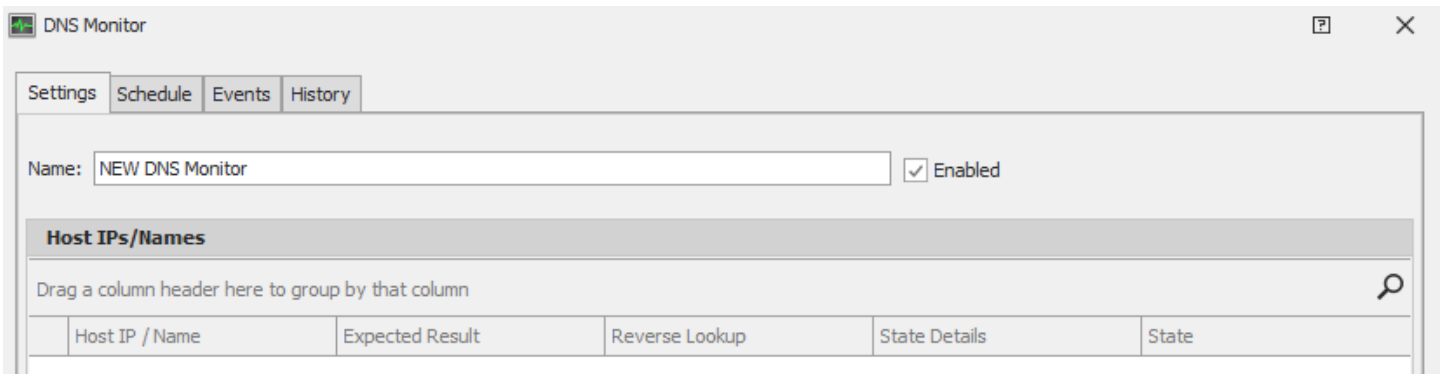 DNS Monitor
Settings Schedule Events History
Name: NEW DNS Monitor Enabled
Host IPs/Names
Drag a column header here to group by that column
Host IP / Name Expected Result Reverse Lookup State Details State